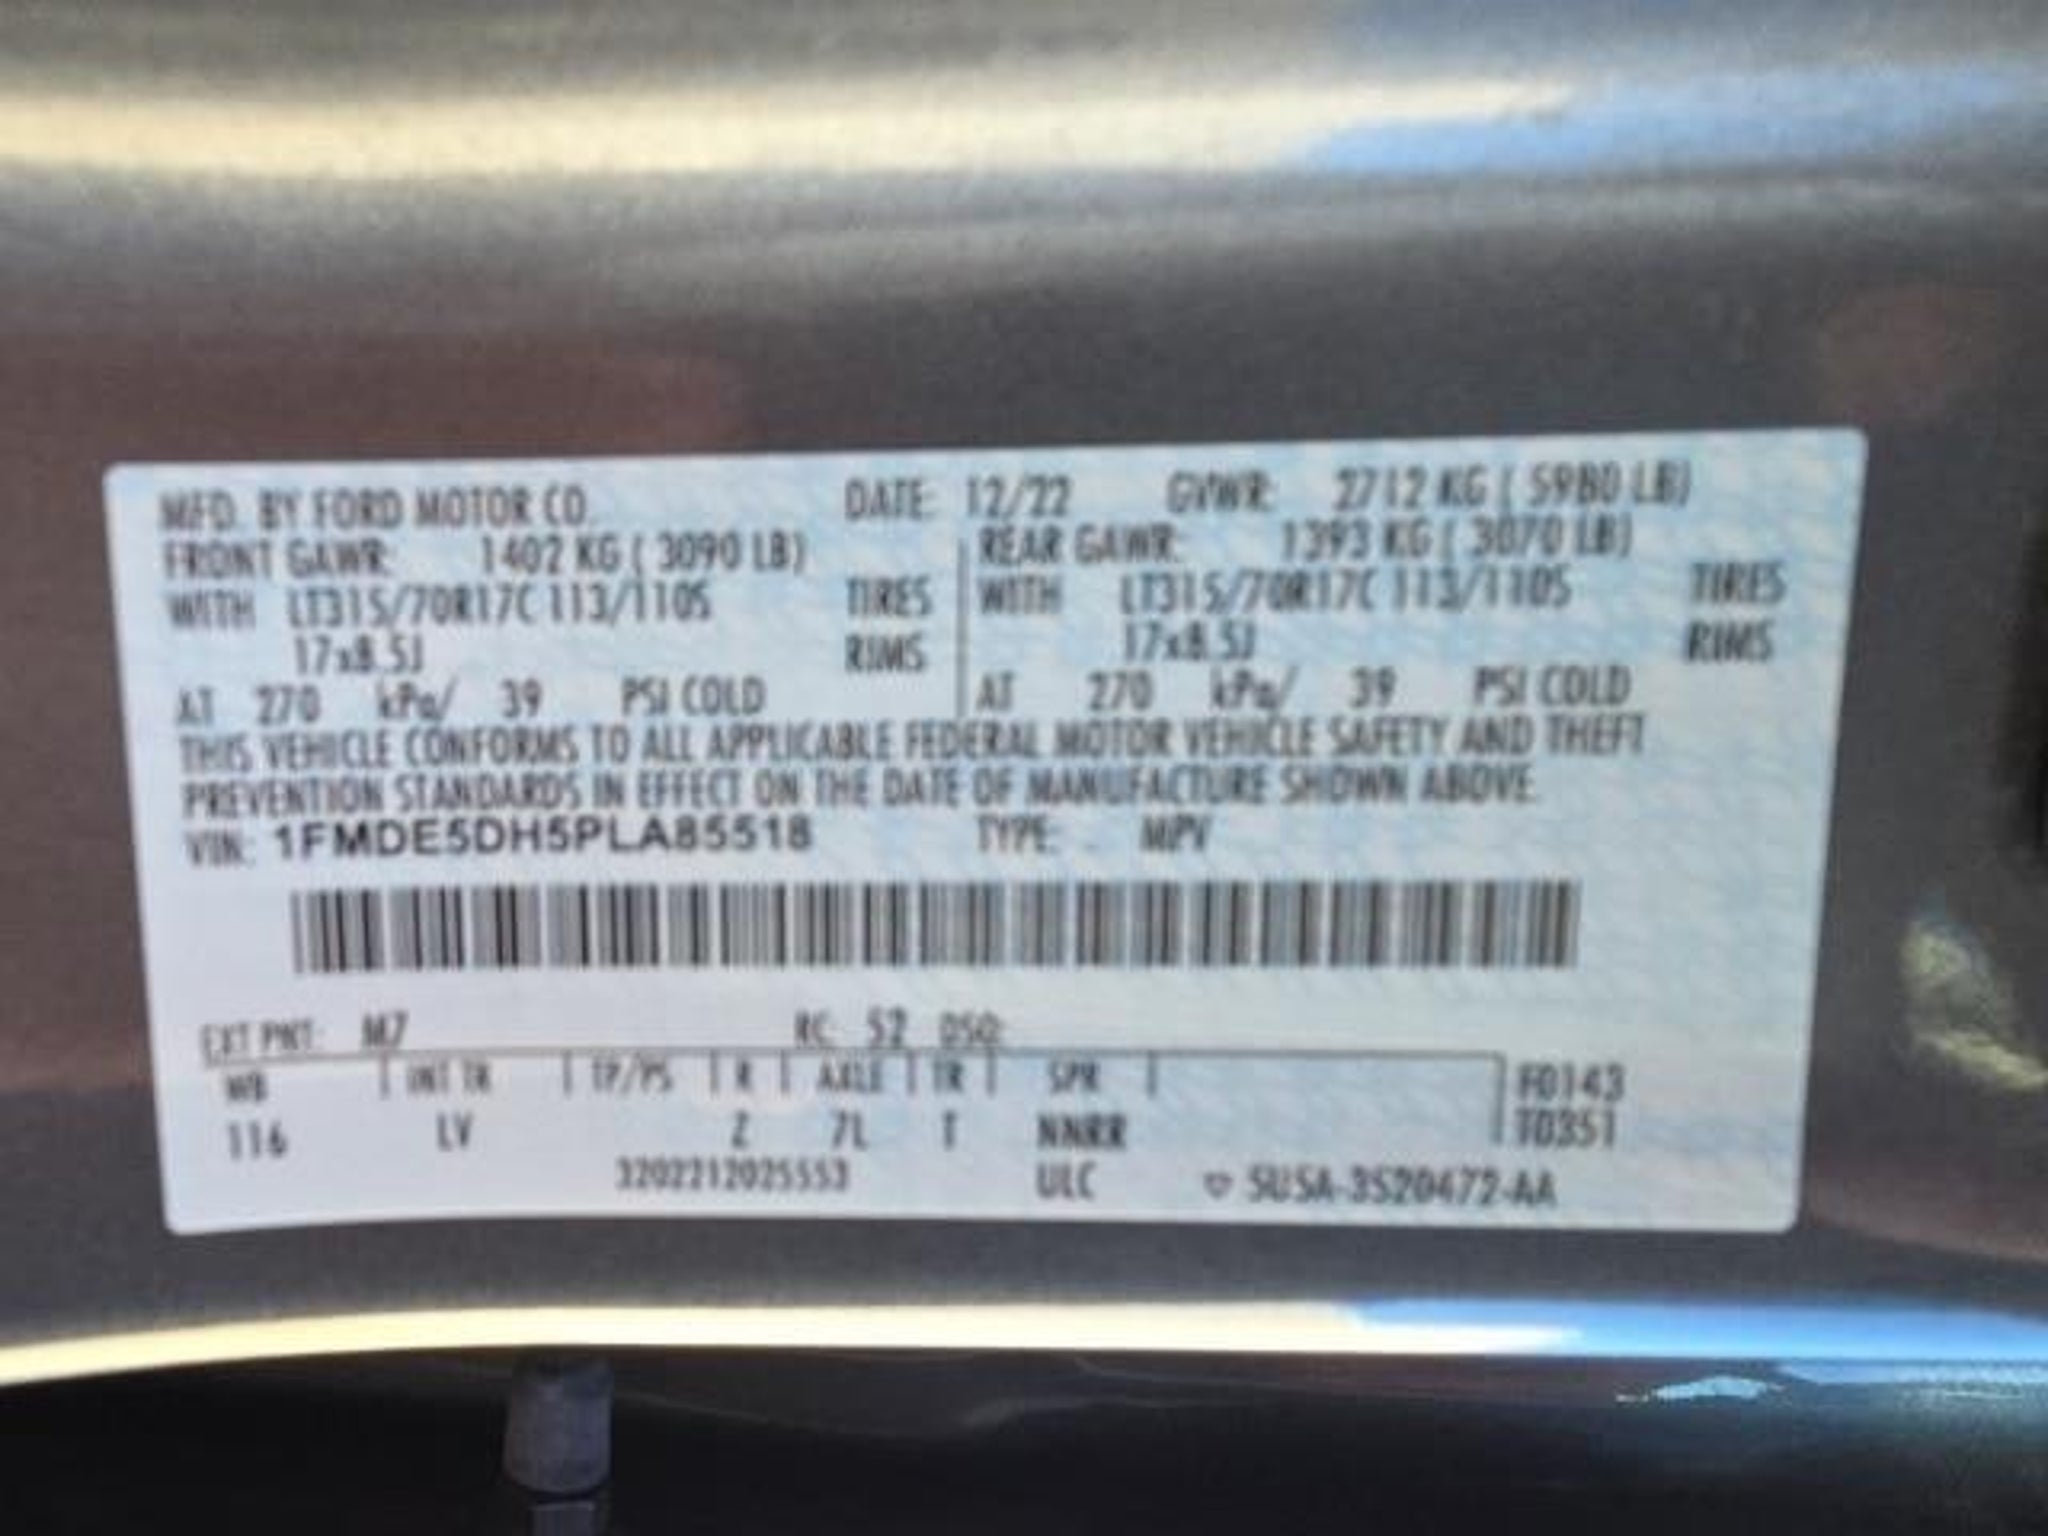 MFD. BY FORD MOTOR CO. DATE: 12/22 GVWR: 2712 KG ( 5980 LB)
FRONT GAWR: 1402 KG ( 3090 LB) REAR GAWR: 1393 KG ( 3070 LB)
WITH LT315/70R17C 113/110S TIRES WITH LT315/70R17C 113/110S TIRES
17x8.5J RIMS 17x8.5J RIMS
AT 270 kPa/ 39 PSI COLD AT 270 kPa/ 39 PSI COLD
THIS VEHICLE CONFORMS TO ALL APPLICABLE FEDERAL MOTOR VEHICLE SAFETY AND THEFT
PREVENTION STANDARDS IN EFFECT ON THE DATE OF MANUFACTURE SHOWN ABOVE.
VIN: 1FMDE5DH5PLA85518 TYPE: MPV
EXT PNT: M7 RC: 52 DSO:
WB INT TR TP/PS R AXLE TR SPR F0143
116 LV Z 7L T NNRR T0351
3202212025553 ULC 5U5A-3520472-AA